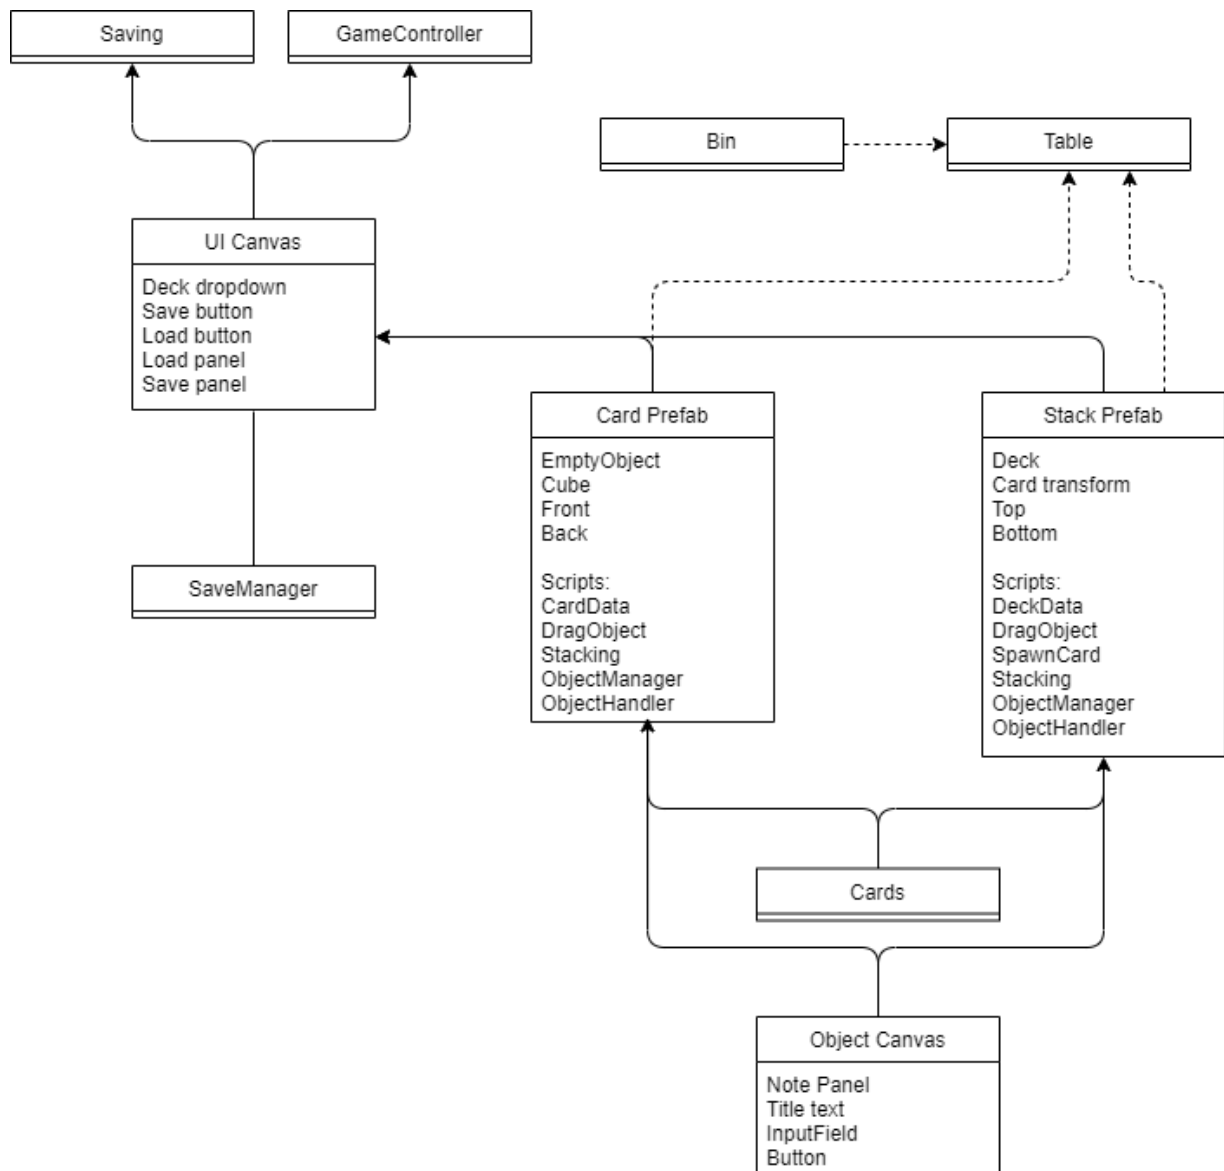 Saving
GameController
Bin
Table
UI Canvas
Deck dropdown
Save button
Load button
Load panel
Save panel
SaveManager
Card Prefab
EmptyObject
Cube
Front
Back
Scripts:
CardData
DragObject
Stacking
ObjectManager
ObjectHandler
Stack Prefab
Deck
Card transform
Top
Bottom
Scripts:
DeckData
DragObject
SpawnCard
Stacking
ObjectManager
ObjectHandler
Cards
Object Canvas
Note Panel
Title text
InputField
Button